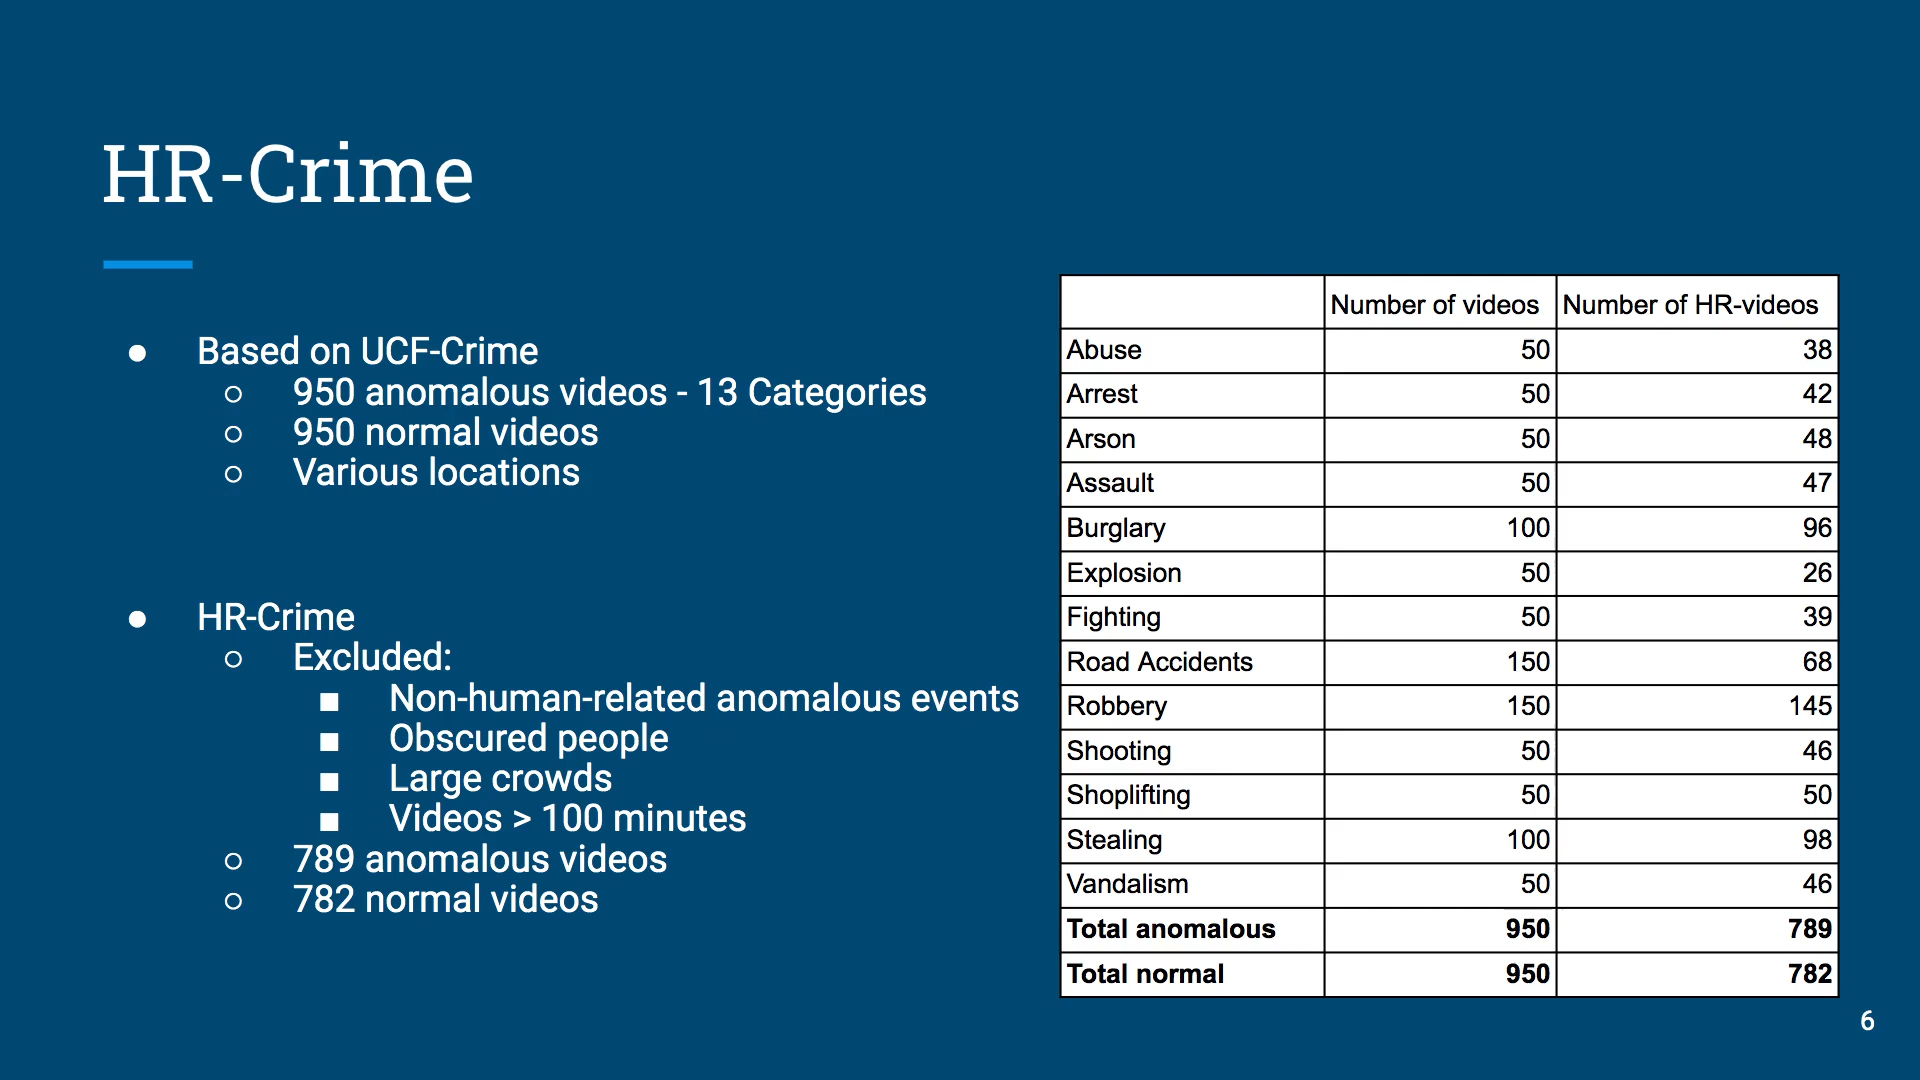 HR-Crime
● Based on UCF-Crime
○ 950 anomalous videos - 13 Categories
○ 950 normal videos
○ Various locations
● HR-Crime
○ Excluded:
■ Non-human-related anomalous events
■ Obscured people
■ Large crowds
■ Videos > 100 minutes
○ 789 anomalous videos
○ 782 normal videos
Number of videos Number of HR-videos
Abuse 50 38
Arrest 50 42
Arson 50 48
Assault 50 47
Burglary 100 96
Explosion 50 26
Fighting 50 39
Road Accidents 150 68
Robbery 150 145
Shooting 50 46
Shoplifting 50 50
Stealing 100 98
Vandalism 50 46
Total anomalous 950 789
Total normal 950 782
6